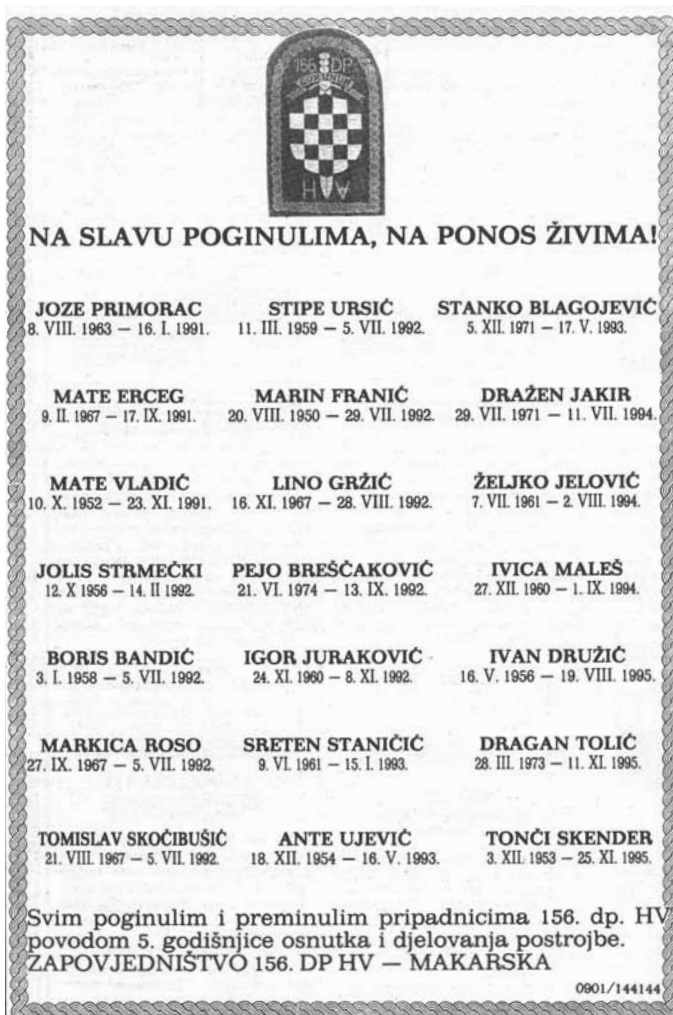 156. DP
HV
NA SLAVU POGINULIMA, NA PONOS ŽIVIMA!
JOZE PRIMORAC
8. VIII. 1963 — 16. I. 1991.
STIPE URSIĆ
11. III. 1959 — 5. VII. 1992.
STANKO BLAGOJEVIĆ
5. XII. 1971 — 17. V. 1993.
MATE ERCEG
9. II. 1967 — 17. IX. 1991.
MARIN FRANIĆ
20. VIII. 1950 — 29. VII. 1992.
DRAŽEN JAKIR
29. VII. 1971 — 11. VII. 1994.
MATE VLADIĆ
10. X. 1952 — 23. XI. 1991.
LINO GRŽIĆ
16. XI. 1967 — 28. VIII. 1992.
ŽELJKO JELOVIĆ
7. VII. 1961 — 2. VIII. 1994.
JOLIS STRMEČKI
12. X 1956 — 14. II 1992.
PEJO BREŠČAKOVIĆ
21. VI. 1974 — 13. IX. 1992.
IVICA MALEŠ
27. XII. 1960 — 1. IX. 1994.
BORIS BANDIĆ
3. I. 1958 — 5. VII. 1992.
IGOR JURAKOVIĆ
24. XI. 1960 — 8. XI. 1992.
IVAN DRUŽIĆ
16. V. 1956 — 19. VIII. 1995.
MARKICA ROSO
27. IX. 1967 — 5. VII. 1992.
SRETEN STANIČIĆ
9. VI. 1961 — 15. I. 1993.
DRAGAN TOLIĆ
28. III. 1973 — 11. XI. 1995.
TOMISLAV SKOČIBUŠIĆ
21. VIII. 1967 — 5. VII. 1992.
ANTE UJEVIĆ
18. XII. 1954 — 16. V. 1993.
TONČI SKENDER
3. XII. 1953 — 25. XI. 1995.
Svim poginulim i preminulim pripadnicima 156. dp. HV
povodom 5. godišnjice osnutka i djelovanja postrojbe.
ZAPOVJEDNIŠTVO 156. DP HV — MAKARSKA
0901/144144